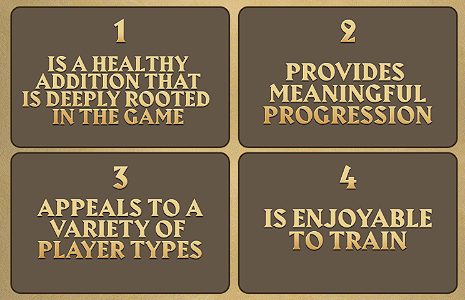 1
IS A HEALTHY
ADDITION THAT
IS DEEPLY ROOTED
IN THE GAME
2
PROVIDES
MEANINGFUL
PROGRESSION
3
APPEALS TO A
VARIETY OF
PLAYER TYPES
4
IS ENJOYABLE
TO TRAIN